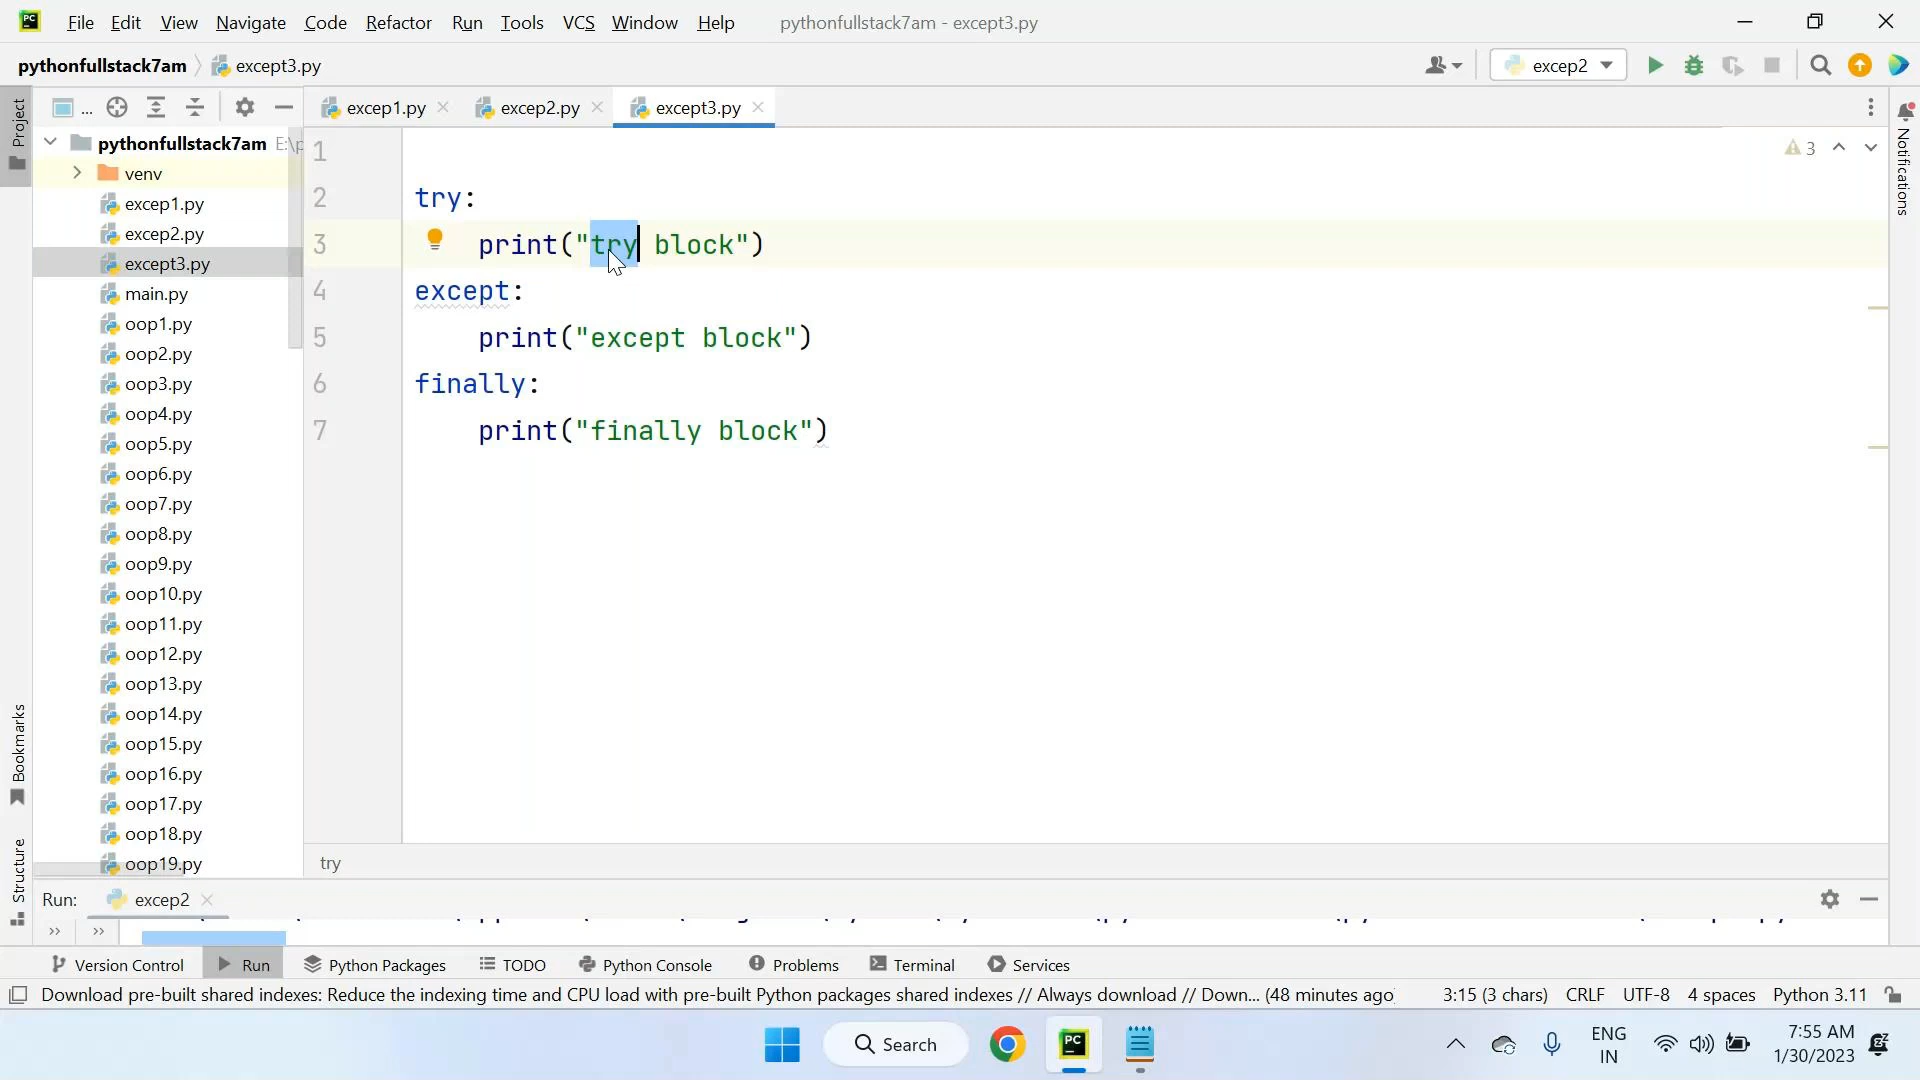 File Edit View Navigate Code Refactor Run Tools VCS Window Help pythonfullstack7am - except3.py
pythonfullstack7am except3.py excep2
Project
... excep1.py excep2.py except3.py
pythonfullstack7am E:\p
venv
excep1.py
excep2.py
except3.py
main.py
oop1.py
oop2.py
oop3.py
oop4.py
oop5.py
oop6.py
oop7.py
oop8.py
oop9.py
oop10.py
oop11.py
oop12.py
oop13.py
oop14.py
oop15.py
oop16.py
oop17.py
oop18.py
oop19.py
1
2 try:
3 print("try block")
4 except:
5 print("except block")
6 finally:
7 print("finally block")
3
Notifications
Bookmarks
Structure
try
Run: excep2
Version Control Run Python Packages TODO Python Console Problems Terminal Services
Download pre-built shared indexes: Reduce the indexing time and CPU load with pre-built Python packages shared indexes // Always download // Down... (48 minutes ago) 3:15 (3 chars) CRLF UTF-8 4 spaces Python 3.11
PC Search PC ENG
IN 7:55 AM
1/30/2023